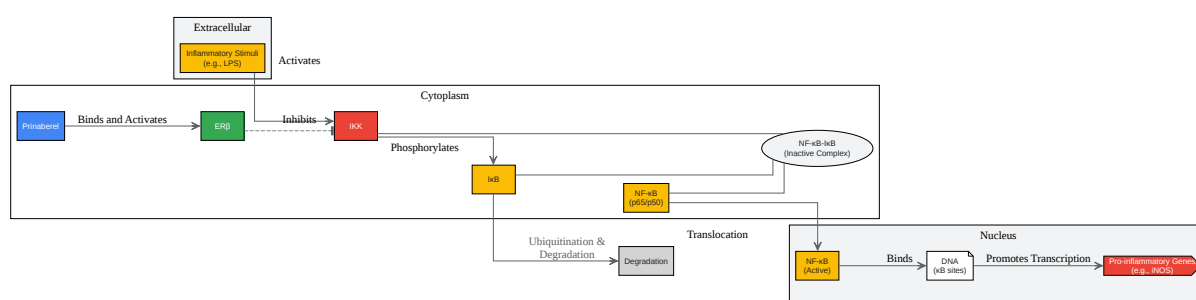 Extracellular
Inflammatory Stimuli
(e.g., LPS)
Activates
Cytoplasm
Prinaberel
Binds and Activates
ERβ
Inhibits
IKK
Phosphorylates
NF-κB-IκB
(Inactive Complex)
IκB
NF-κB
(p65/p50)
Translocation
Nucleus
Ubiquitination &
Degradation
Degradation
NF-κB
(Active)
Binds
DNA
(κB sites)
Promotes Transcription
Pro-inflammatory Genes
(e.g., iNOS)